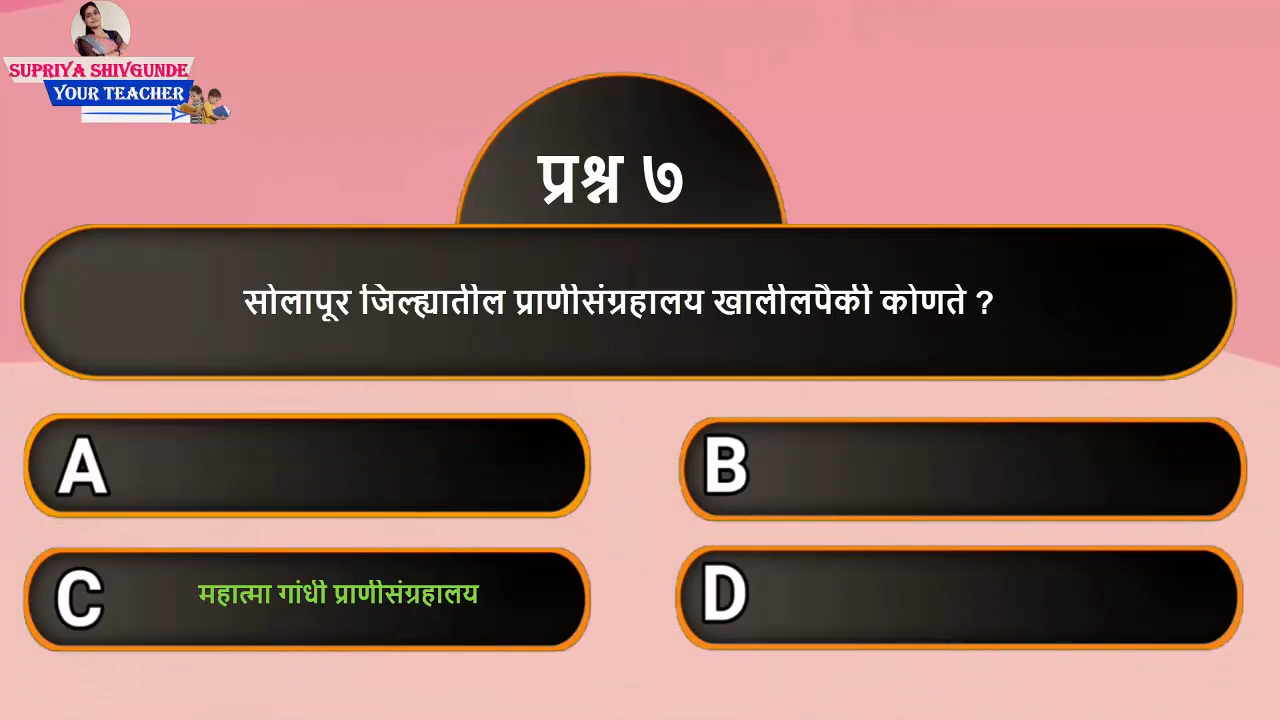 SUPRIYA SHIVGUNDE
YOUR TEACHER
प्रश्न ७
सोलापूर जिल्ह्यातील प्राणीसंग्रहालय खालीलपैकी कोणते ?
A
B
C महात्मा गांधी प्राणीसंग्रहालय
D